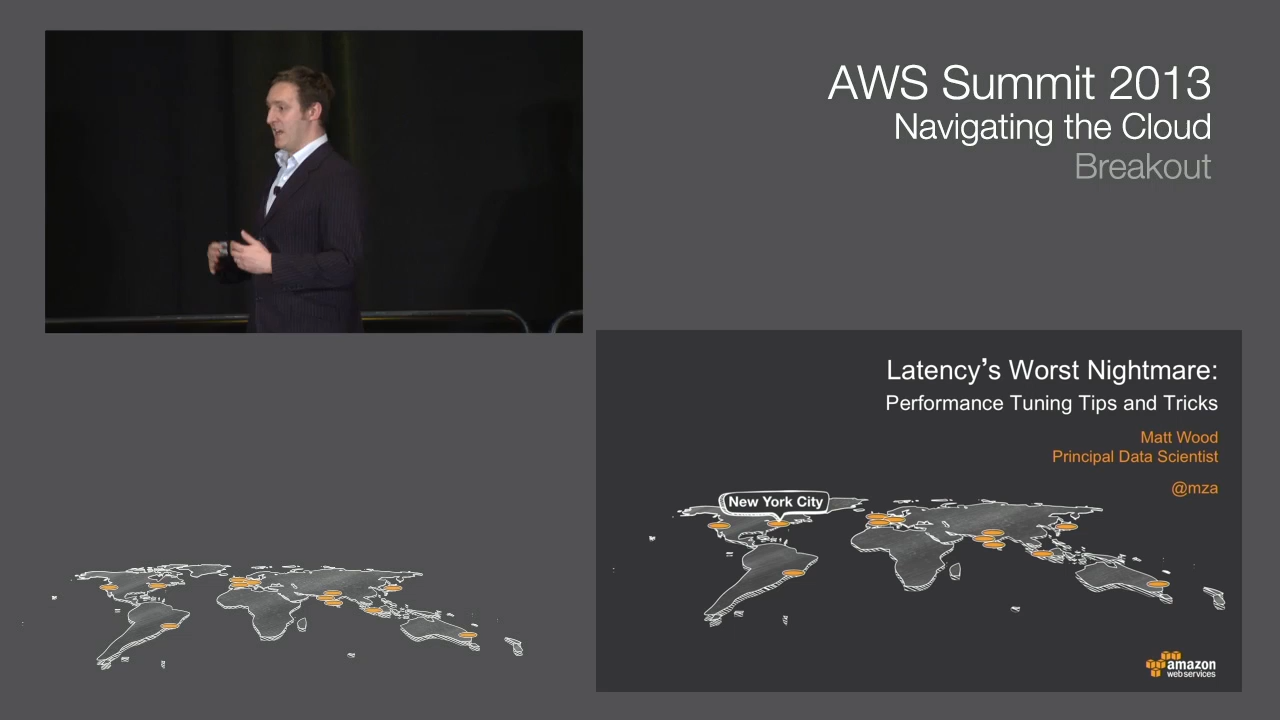 AWS Summit 2013
Navigating the Cloud
Breakout
Latency’s Worst Nightmare:
Performance Tuning Tips and Tricks
Matt Wood
Principal Data Scientist
@mza
New York City
amazon
web services